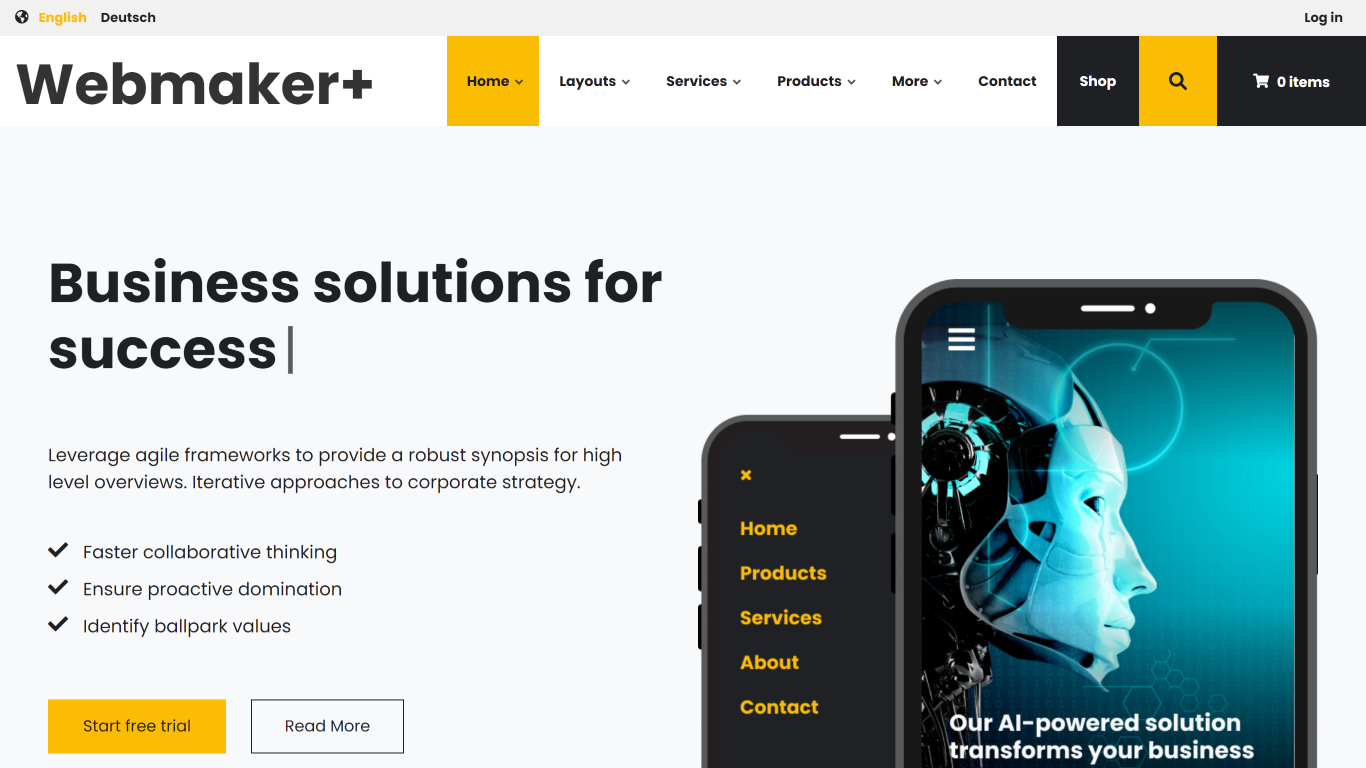 English Deutsch Log in
Webmaker+
Home Layouts Services Products More Contact Shop 0 items
Business solutions for
success
Leverage agile frameworks to provide a robust synopsis for high
level overviews. Iterative approaches to corporate strategy.
Faster collaborative thinking
Ensure proactive domination
Identify ballpark values
Start free trial Read More
Home
Products
Services
About
Contact
Our AI-powered solution
transforms your business